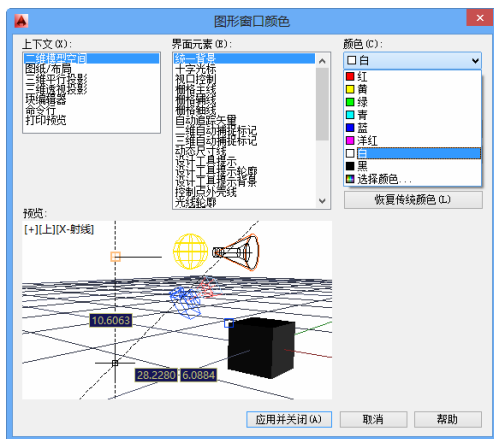 图形窗口颜色
上下文(X):
二维模型空间
图纸/布局
三维平行投影
三维透视投影
块编辑器
命令行
打印预览
界面元素(E):
统一背景
十字光标
视口控制
栅格主线
栅格辅线
栅格轴线
自动追踪矢量
二维自动捕捉标记
三维自动捕捉标记
动态尺寸线
设计工具提示
设计工具提示轮廓
设计工具提示背景
控制点外壳线
光线轮廓
颜色(C):
白
红
黄
绿
青
蓝
洋红
白
黑
选择颜色...
恢复传统颜色(L)
预览:
[+][上][X-射线]
10.6063
28.2280
6.0884
应用并关闭(A)
取消
帮助